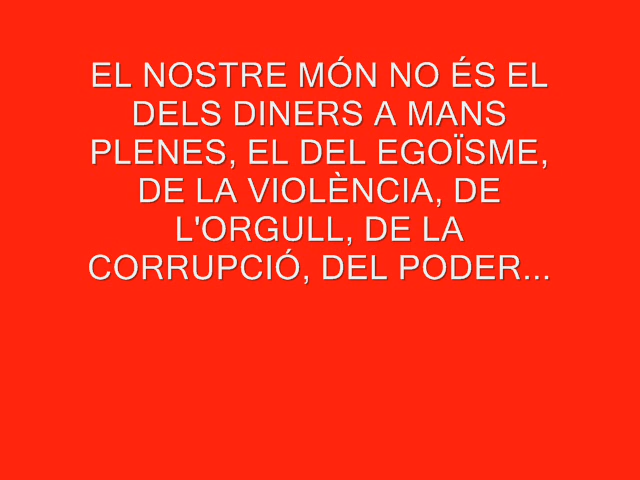 EL NOSTRE MÓN NO ÉS EL
DELS DINERS A MANS
PLENES, EL DEL EGOÏSME,
DE LA VIOLÈNCIA, DE
L'ORGULL, DE LA
CORRUPCIÓ, DEL PODER...